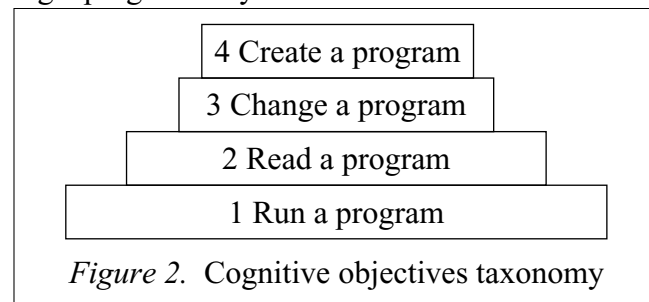 4 Create a program
3 Change a program
2 Read a program
1 Run a program
Figure 2. Cognitive objectives taxonomy